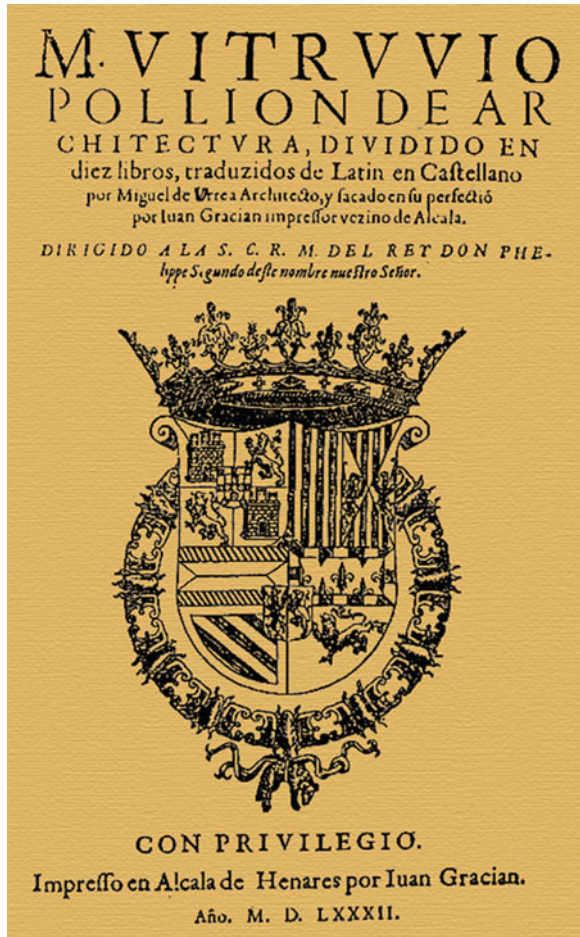 M. VITRVVIO
POLLION DE AR
CHITECTVRA, DIVIDIDO EN
diez libros, traduzidos de Latin en Caſtellano
por Miguel de Vrrea Architecto, y ſacado en ſu perfectiõ
por Iuan Gracian impreſſor vezino de Alcala.
DIRIGIDO A LA S. C. R. M. DEL REY DON PHE-
lippe Segundo deſte nombre nueſtro Señor.
CON PRIVILEGIO.
Impreſſo en Alcala de Henares por Iuan Gracian.
Año. M. D. LXXXII.